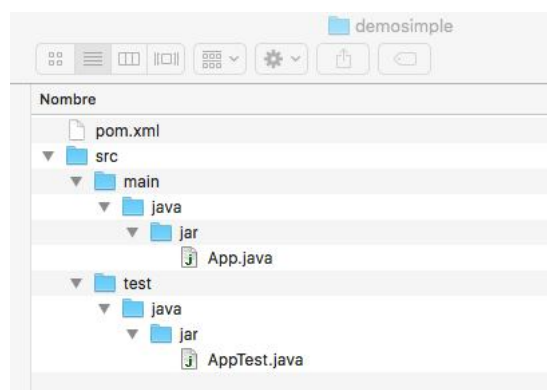 demosimple
Nombre
pom.xml
src
main
java
jar
App.java
test
java
jar
AppTest.java